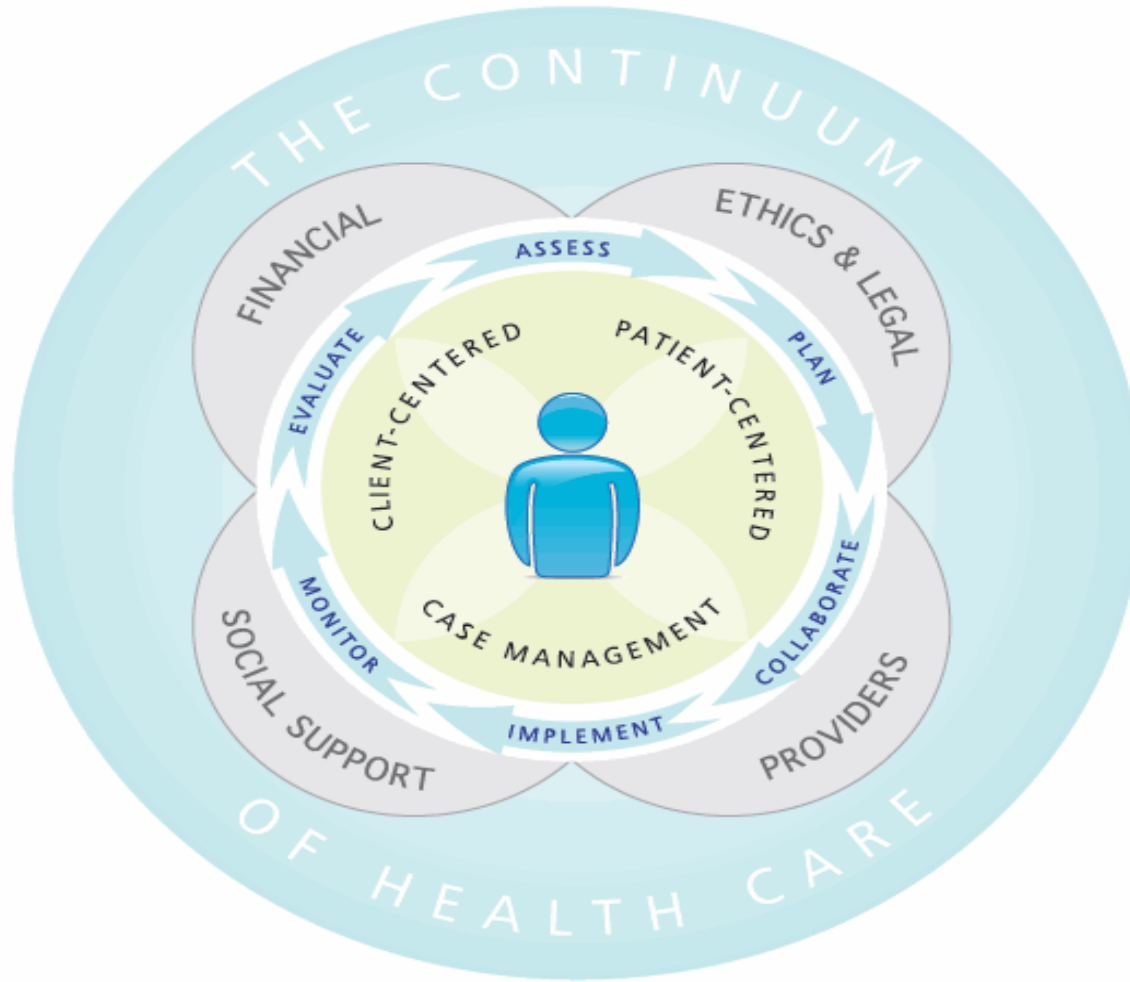 THE CONTINUUM
OF HEALTH CARE
FINANCIAL
ETHICS & LEGAL
PROVIDERS
SOCIAL SUPPORT
ASSESS
PLAN
COLLABORATE
IMPLEMENT
MONITOR
EVALUATE
CLIENT-CENTERED
PATIENT-CENTERED
CASE MANAGEMENT